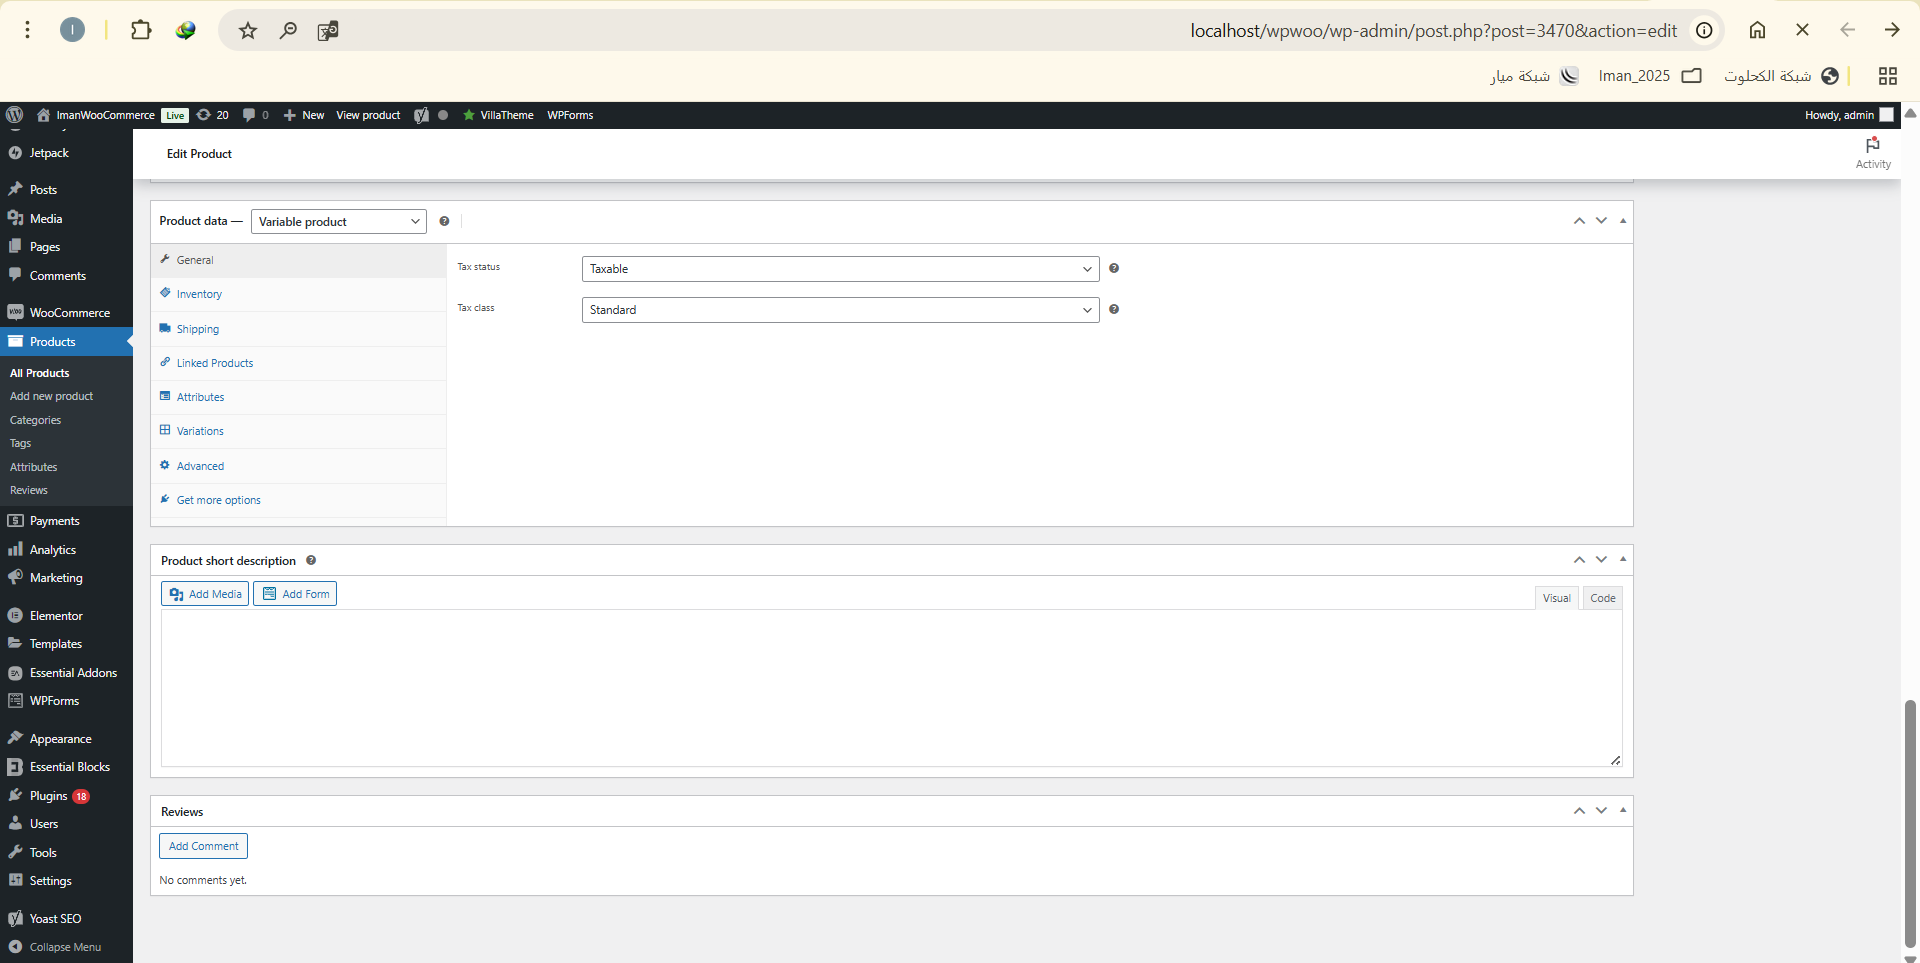 I
localhost/wpwoo/wp-admin/post.php?post=3470&action=edit
شبكة ميار
Iman_2025
شبكة الكحلوت
ImanWooCommerce
Live
20
0
New
View product
VillaTheme
WPForms
Howdy, admin
Jetpack
Posts
Media
Pages
Comments
WooCommerce
Products
All Products
Add new product
Categories
Tags
Attributes
Reviews
Payments
Analytics
Marketing
Elementor
Templates
Essential Addons
WPForms
Appearance
Essential Blocks
Plugins 18
Users
Tools
Settings
Yoast SEO
Collapse Menu
Edit Product
Activity
Product data — Variable product
General
Inventory
Shipping
Linked Products
Attributes
Variations
Advanced
Get more options
Tax status Taxable
Tax class Standard
Product short description
Add Media
Add Form
Visual
Code
Reviews
Add Comment
No comments yet.